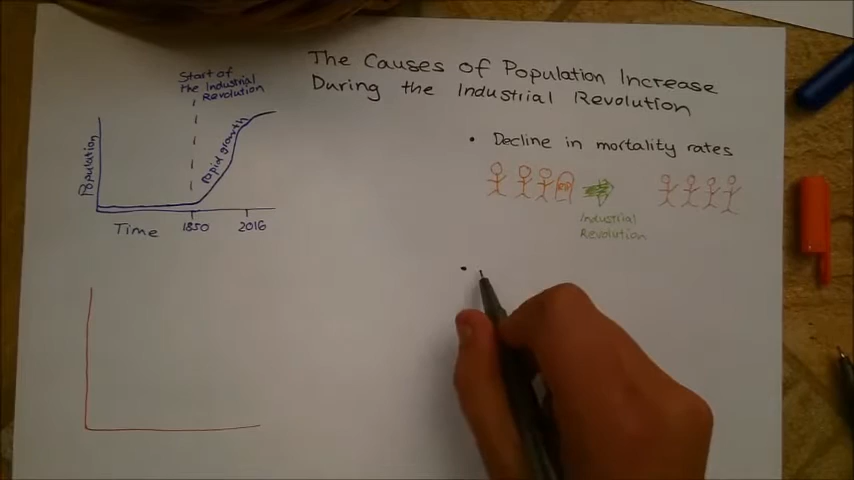 The Causes of Population Increase
During the Industrial Revolution
Start of
the Industrial
Revolution
Population
Rapid growth
Time
1850
2016
• Decline in mortality rates
Industrial
Revolution
•